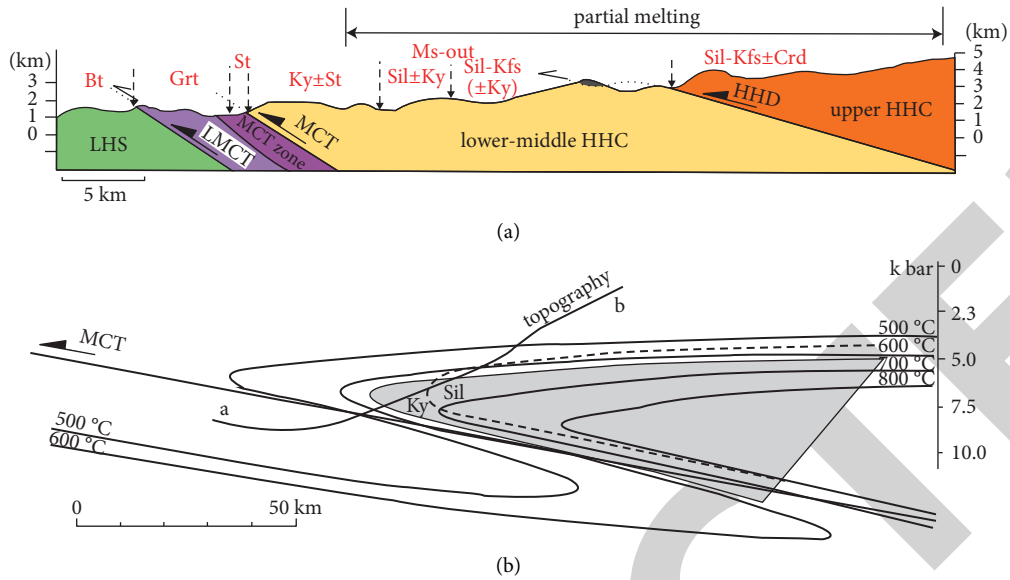 partial melting
(km)
3
2
1
0
Bt
Grt
St
Ky±St
Ms-out
Sil±Ky
Sil-Kfs
(±Ky)
Sil-Kfs±Crd
(km)
5
4
3
2
1
0
LHS
LMCT
MCT zone
MCT
lower-middle HHC
HHD
upper HHC
5 km
(a)
k bar
0
2.3
5.0
7.5
10.0
topography
b
MCT
500 °C
600 °C
700 °C
800 °C
Sil
Ky
a
500 °C
600 °C
0
50 km
(b)